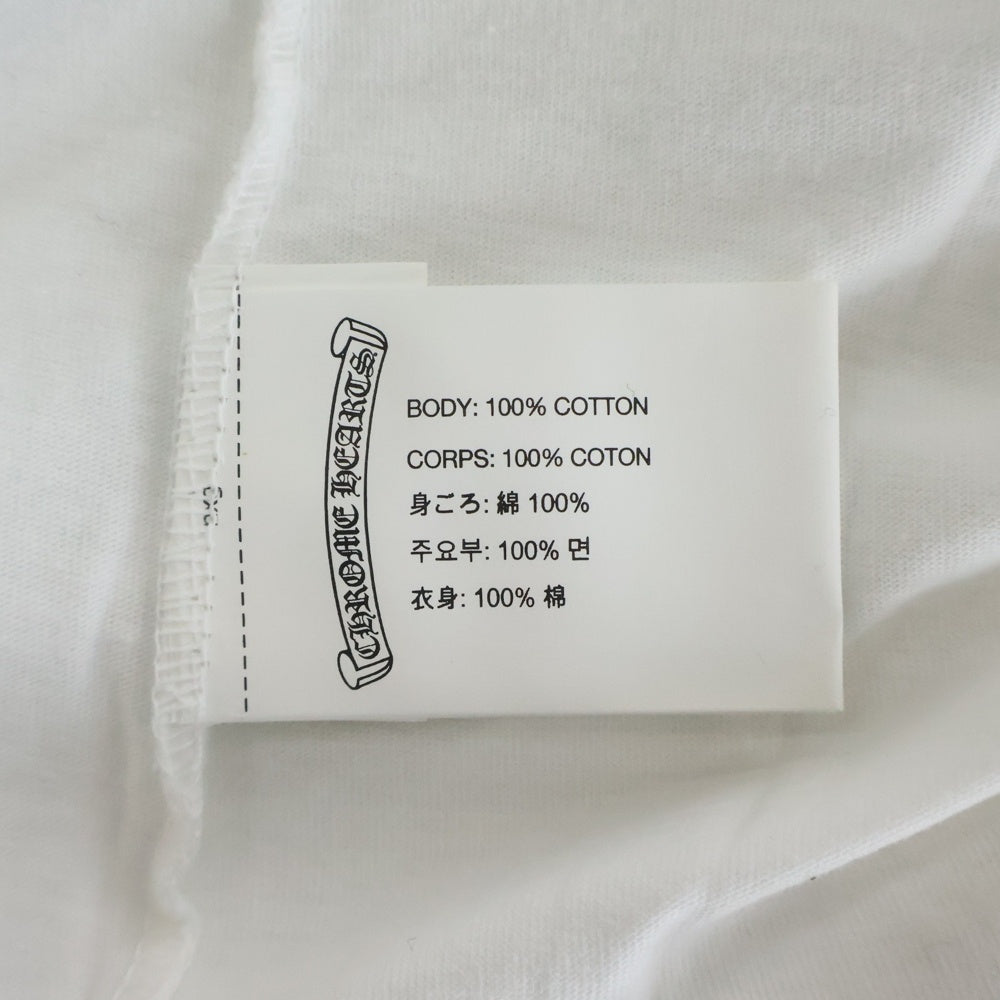 CHROME HEARTS
BODY: 100% COTTON
CORPS: 100% COTON
身ごろ: 綿 100%
주요부: 100% 면
衣身: 100% 棉